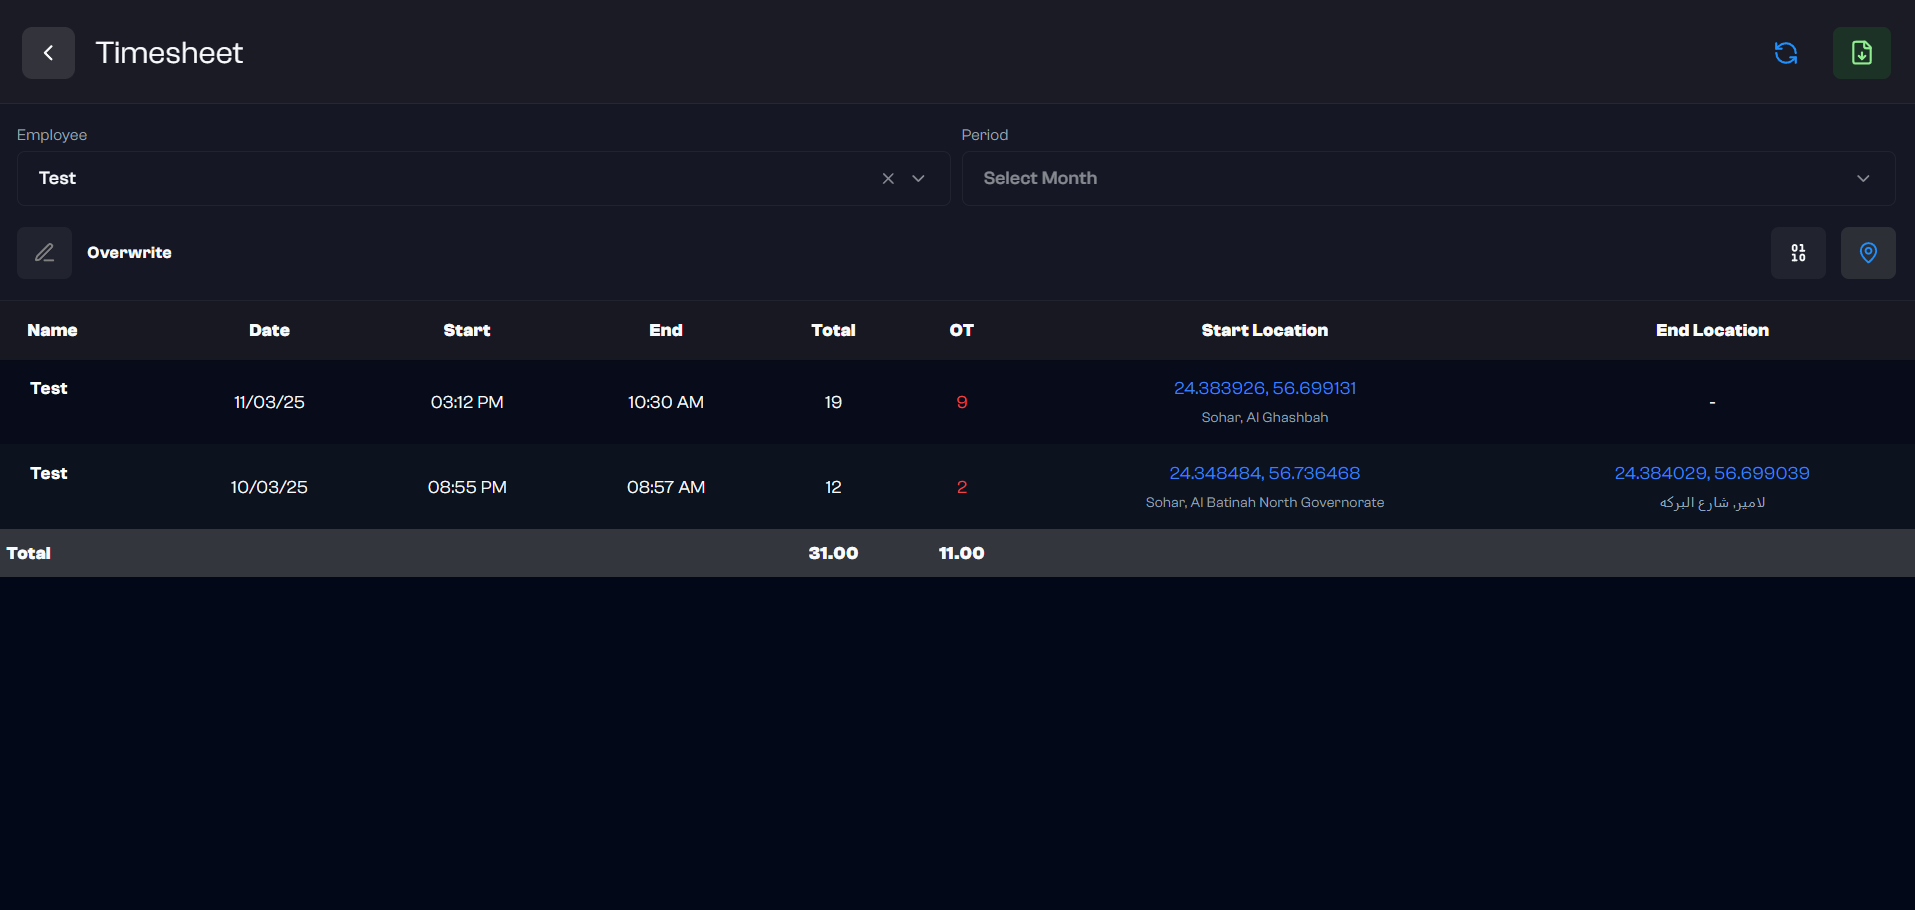 Timesheet
Employee
Period
Test
Select Month
Overwrite
01
10
Name Date Start End Total OT Start Location End Location
Test 11/03/25 03:12 PM 10:30 AM 19 9 24.383926, 56.699131 -
Sohar, Al Ghashbah
Test 10/03/25 08:55 PM 08:57 AM 12 2 24.348484, 56.736468 24.384029, 56.699039
Sohar, Al Batinah North Governorate لامير, شارع البركه
Total 31.00 11.00